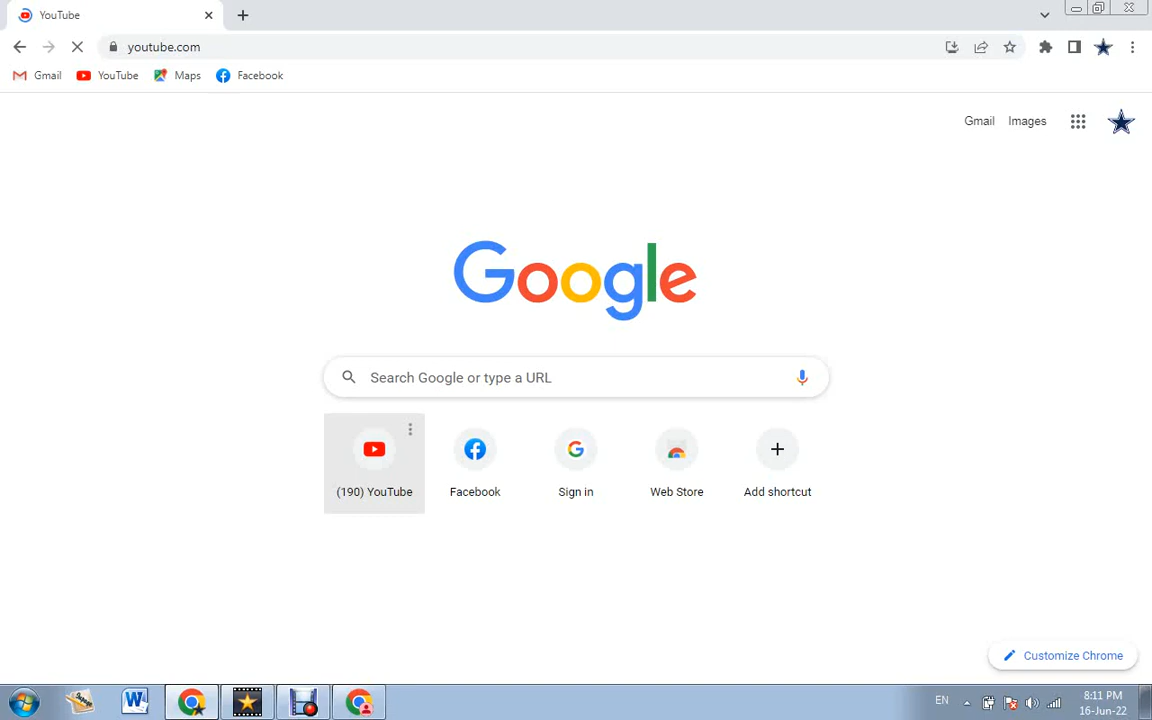 YouTube
youtube.com
Gmail YouTube Maps Facebook
Gmail Images
Google
Search Google or type a URL
(190) YouTube Facebook Sign in Web Store Add shortcut
Customize Chrome
EN
8:11 PM
16-Jun-22